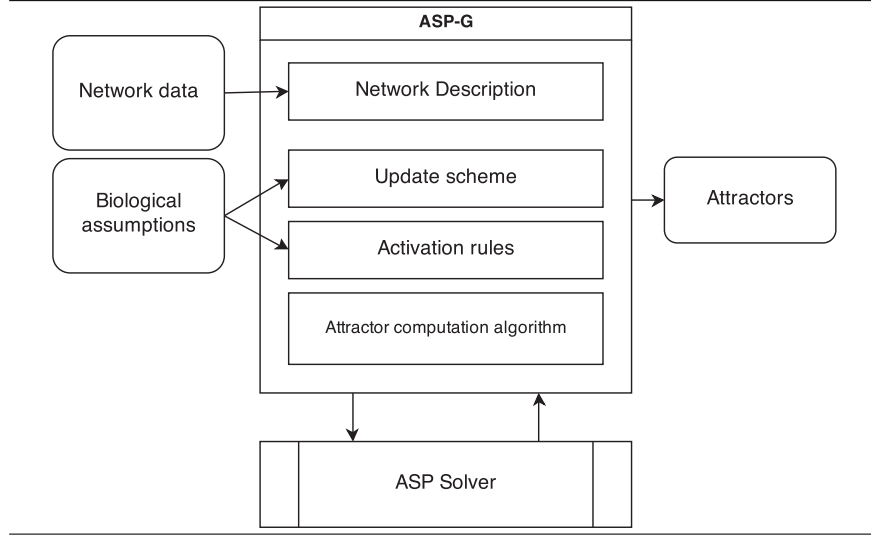 ASP-G
Network data
Network Description
Biological
assumptions
Update scheme
Activation rules
Attractor computation algorithm
Attractors
ASP Solver